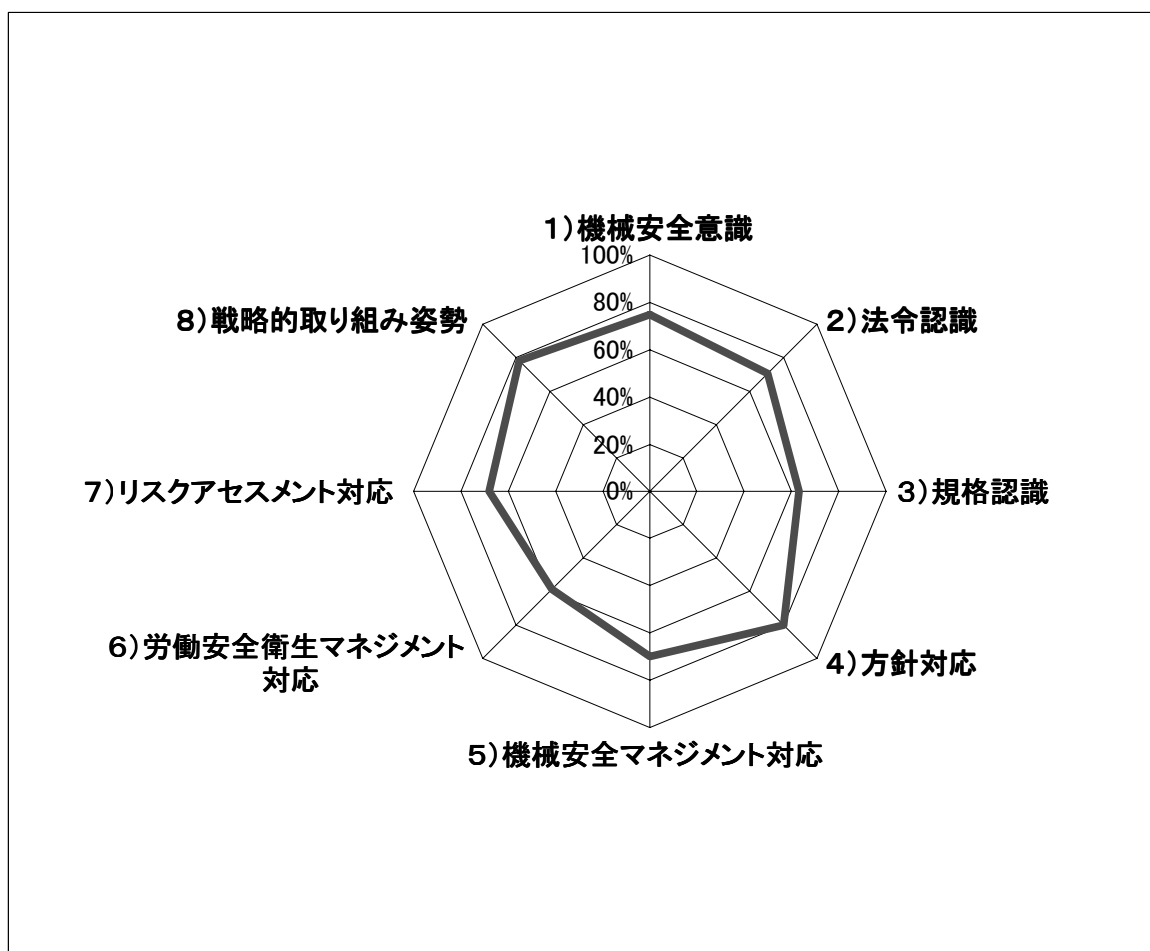 1)機械安全意識
100%
80%
60%
40%
20%
0%
2)法令認識
3)規格認識
4)方針対応
5)機械安全マネジメント対応
6)労働安全衛生マネジメント
対応
7)リスクアセスメント対応
8)戦略的取り組み姿勢